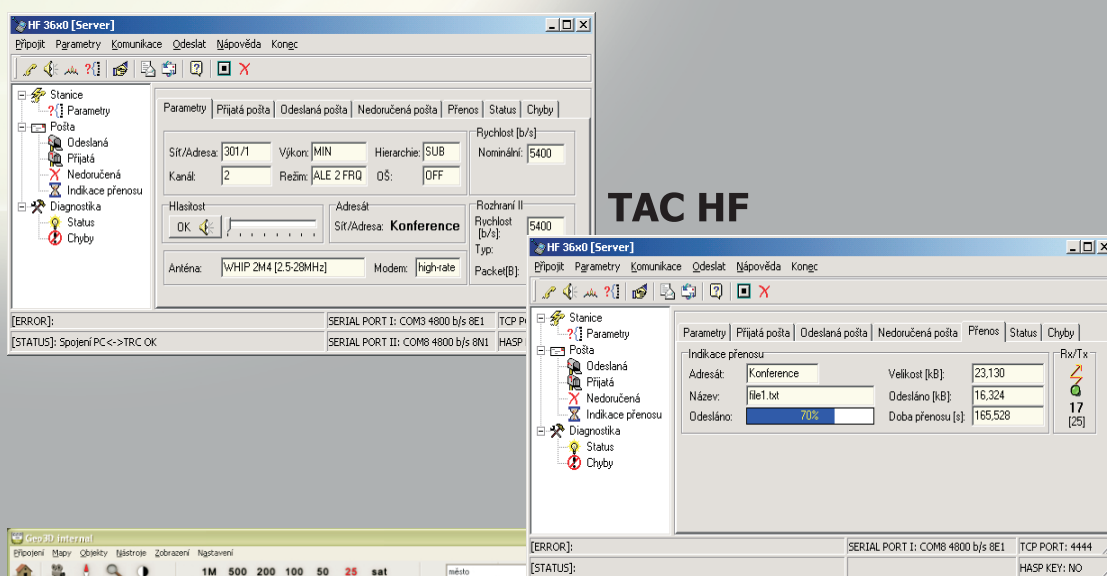 HF 36x0 [Server]
Připojit Parametry Komunikace Odeslat Nápověda Konec
Stanice
Parametry
Pošta
Odeslaná
Přijatá
Nedoručená
Indikace přenosu
Diagnostika
Status
Chyby
Parametry Přijatá pošta Odeslaná pošta Nedoručená pošta Přenos Status Chyby
Síť/Adresa: 301/1 Výkon: MIN Hierarchie: SUB
Kanál: 2 Režim: ALE 2 FRQ OŠ: OFF
Rychlost [b/s]
Nominální: 5400
Hlasitost
OK
Adresát
Síť/Adresa: Konference
Rozhraní II
Rychlost [b/s]: 5400
Typ:
Packet[B]:
Anténa: WHIP 2M4 [2.5-28MHz] Modem: high-rate
[ERROR]: SERIAL PORT I: COM3 4800 b/s 8E1 TCP
[STATUS]: Spojení PC<->TRC OK SERIAL PORT II: COM8 4800 b/s 8N1 HASP
TAC HF
HF 36x0 [Server]
Připojit Parametry Komunikace Odeslat Nápověda Konec
Stanice
Parametry
Pošta
Odeslaná
Přijatá
Nedoručená
Indikace přenosu
Diagnostika
Status
Chyby
Parametry Přijatá pošta Odeslaná pošta Nedoručená pošta Přenos Status Chyby
Indikace přenosu
Adresát: Konference Velikost [kB]: 23,130
Název: file1.txt Odesláno [kB]: 16,324
Odesláno: 70% Doba přenosu [s]: 165,528
Rx/Tx
17
[25]
[ERROR]: SERIAL PORT I: COM8 4800 b/s 8E1 TCP PORT: 4444
[STATUS]: HASP KEY: NO
Geo3D Internal
Připojení Mapy Objekty Nástroje Zobrazení Nastavení
1M 500 200 100 50 25 sat město